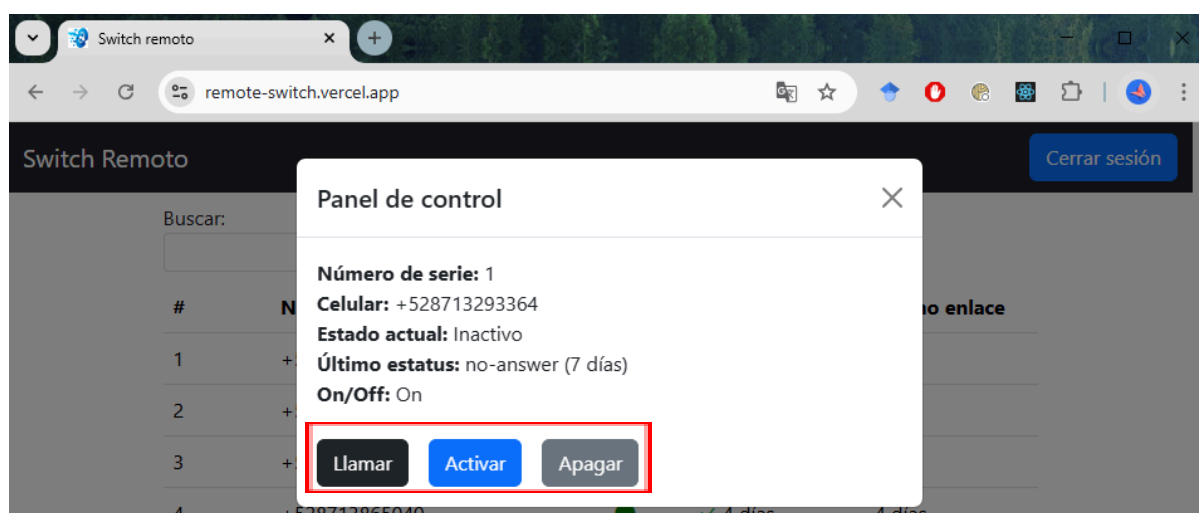 Switch remoto
remote-switch.vercel.app
Switch Remoto
Cerrar sesión
Panel de control
Buscar:
Número de serie: 1
Celular: +528713293364
Estado actual: Inactivo
Último estatus: no-answer (7 días)
On/Off: On
Llamar Activar Apagar
#
enlace
1
2
3